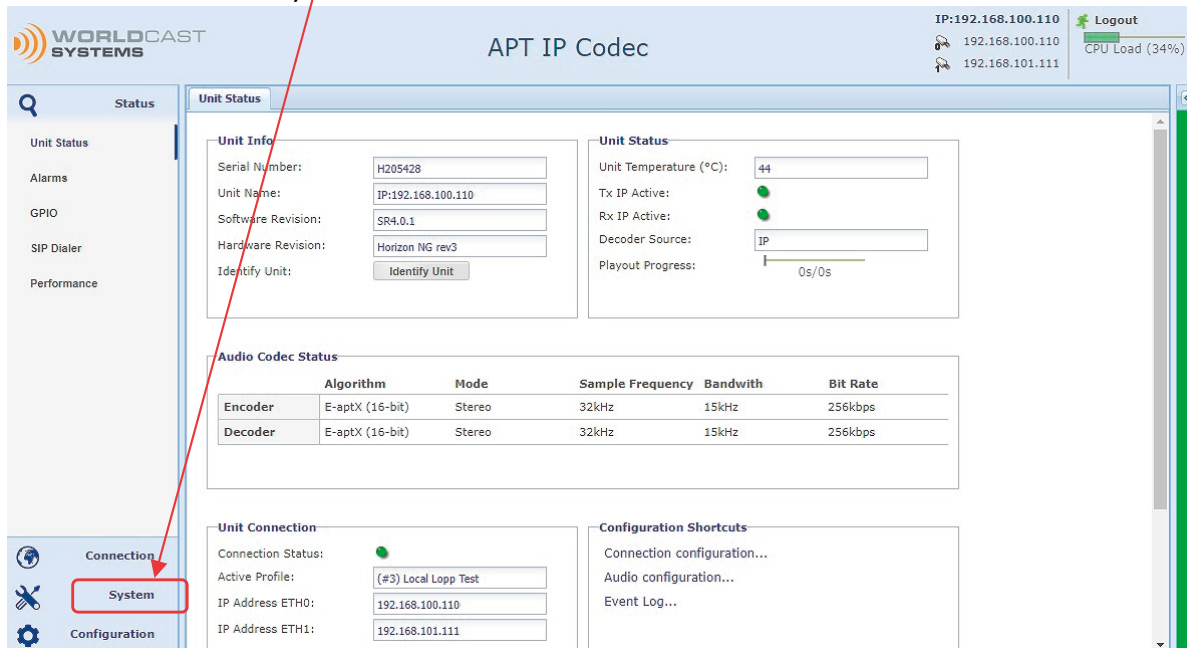 WORLDCAST
SYSTEMS
APT IP Codec
IP:192.168.100.110
192.168.100.110
192.168.101.111
Logout
CPU Load (34%)
Status
Unit Status
Alarms
GPIO
SIP Dialer
Performance
Connection
System
Configuration
Unit Status
Unit Info
Serial Number: H205428
Unit Name: IP:192.168.100.110
Software Revision: SR4.0.1
Hardware Revision: Horizon NG rev3
Identify Unit: Identify Unit
Unit Status
Unit Temperature (°C): 44
Tx IP Active:
Rx IP Active:
Decoder Source: IP
Playout Progress: 0s/0s
Audio Codec Status
Algorithm Mode Sample Frequency Bandwith Bit Rate
Encoder E-aptX (16-bit) Stereo 32kHz 15kHz 256kbps
Decoder E-aptX (16-bit) Stereo 32kHz 15kHz 256kbps
Unit Connection
Connection Status:
Active Profile: (#3) Local Lopp Test
IP Address ETH0: 192.168.100.110
IP Address ETH1: 192.168.101.111
Configuration Shortcuts
Connection configuration...
Audio configuration...
Event Log...